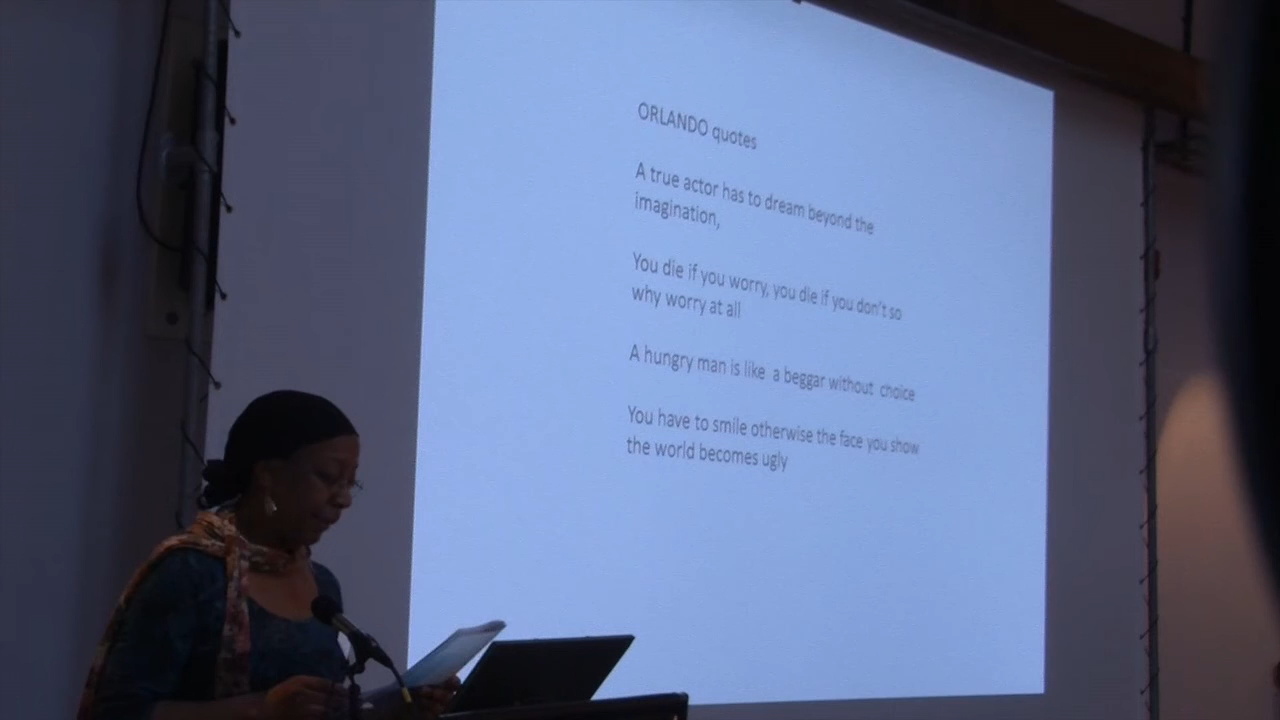 ORLANDO quotes
A true actor has to dream beyond the
imagination,
You die if you worry, you die if you don't so
why worry at all
A hungry man is like a beggar without choice
You have to smile otherwise the face you show
the world becomes ugly